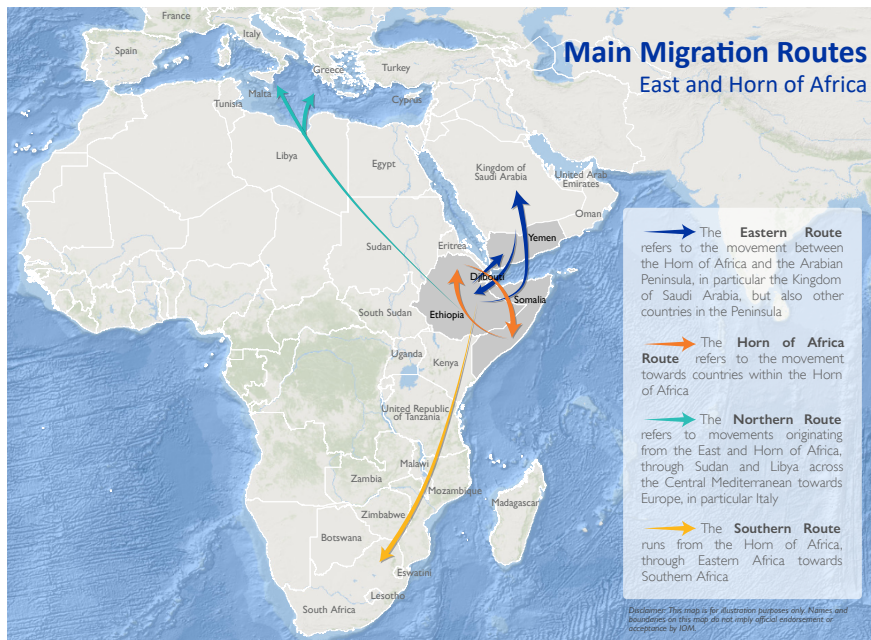 Main Migration Routes
East and Horn of Africa
France
Italy
Spain
Greece
Turkey
Malta
Tunisia
Cyprus
Libya
Egypt
Kingdom of
Saudi Arabia
United Arab
Emirates
Oman
Yemen
Sudan
Eritrea
Djibouti
Somalia
Ethiopia
South Sudan
Uganda
Kenya
United Republic
of Tanzania
Malawi
Zambia
Mozambique
Madagascar
Zimbabwe
Botswana
Eswatini
Lesotho
South Africa
The Eastern Route
refers to the movement between
the Horn of Africa and the Arabian
Peninsula, in particular the Kingdom
of Saudi Arabia, but also other
countries in the Peninsula
The Horn of Africa
Route refers to the movement
towards countries within the Horn
of Africa
The Northern Route
refers to movements originating
from the East and Horn of Africa,
through Sudan and Libya across
the Central Mediterranean towards
Europe, in particular Italy
The Southern Route
runs from the Horn of Africa,
through Eastern Africa towards
Southern Africa
Disclaimer: This map is for illustration purposes only. Names and
boundaries on this map do not imply official endorsement or
acceptance by IOM.